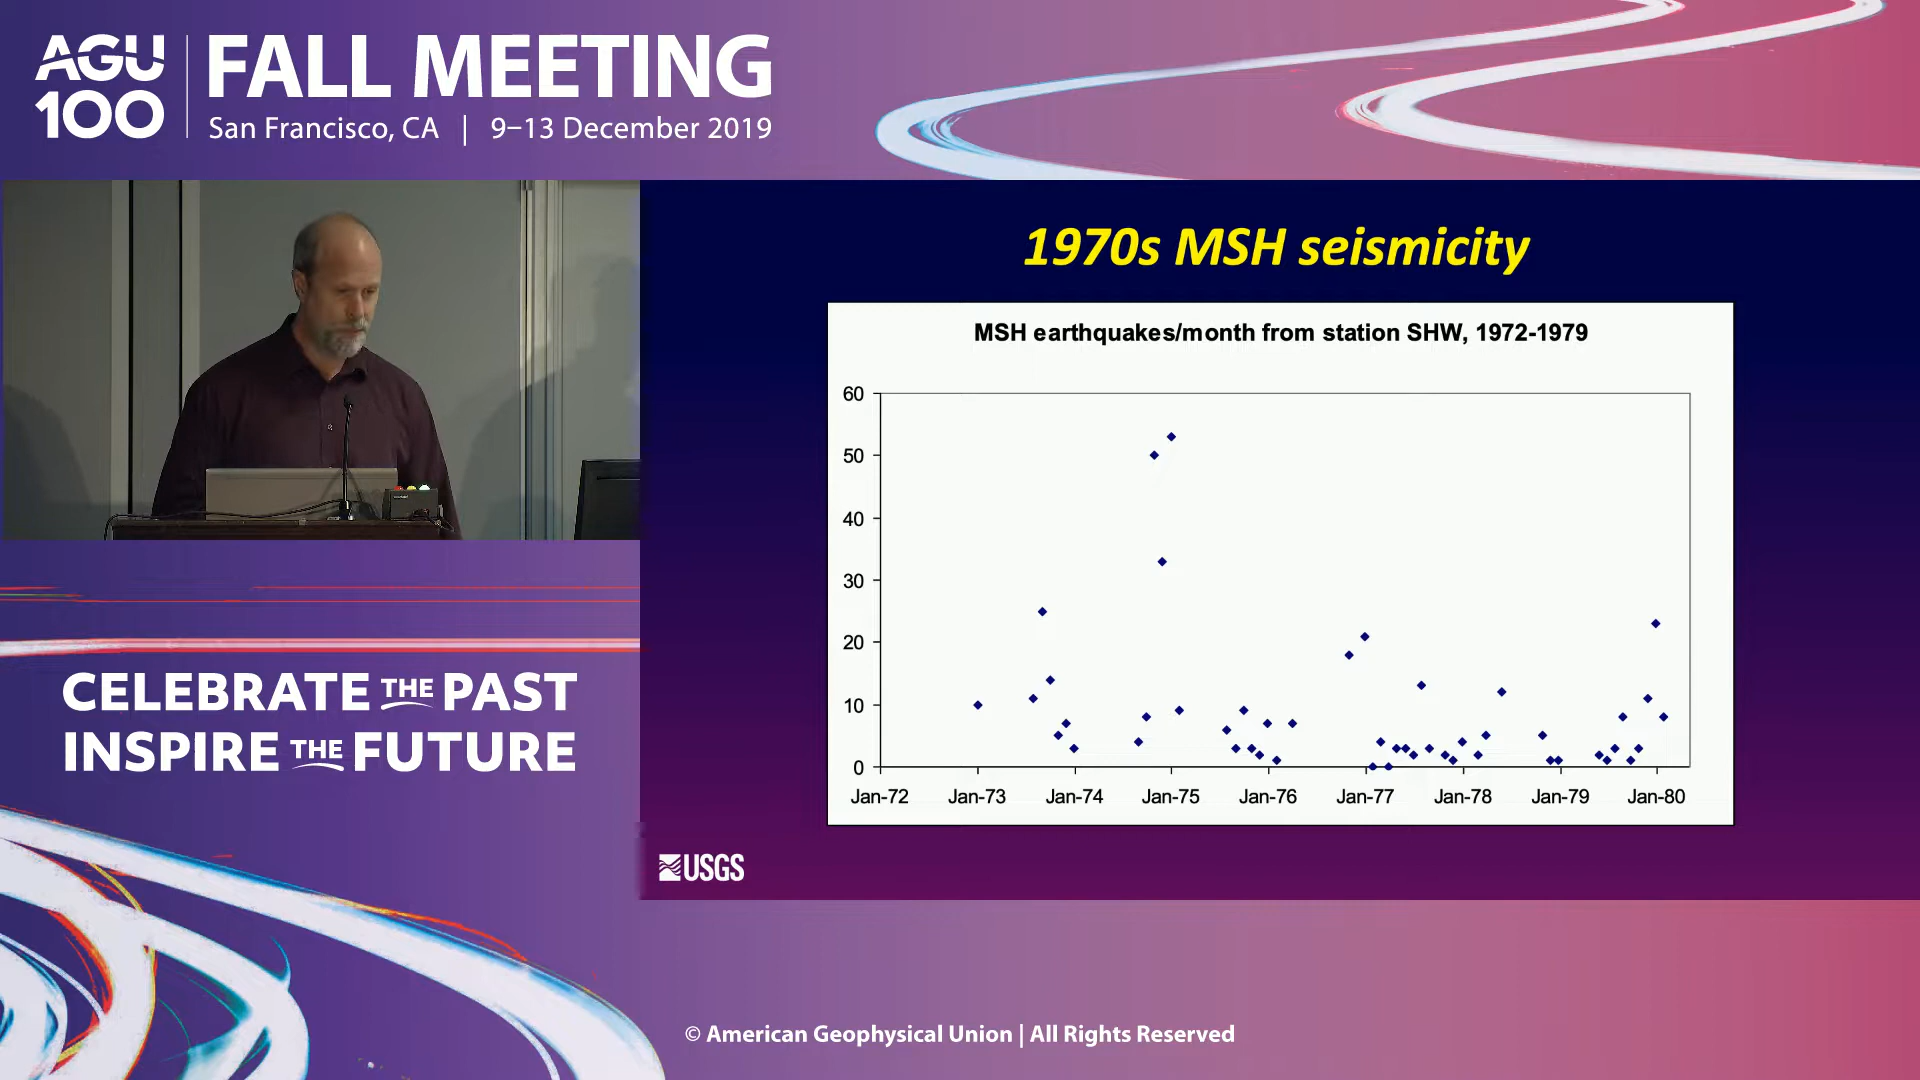 AGU
100
FALL MEETING
San Francisco, CA | 9–13 December 2019
1970s MSH seismicity
MSH earthquakes/month from station SHW, 1972-1979
60
50
40
30
20
10
0
Jan-72 Jan-73 Jan-74 Jan-75 Jan-76 Jan-77 Jan-78 Jan-79 Jan-80
USGS
CELEBRATE THE PAST
INSPIRE THE FUTURE
© American Geophysical Union | All Rights Reserved